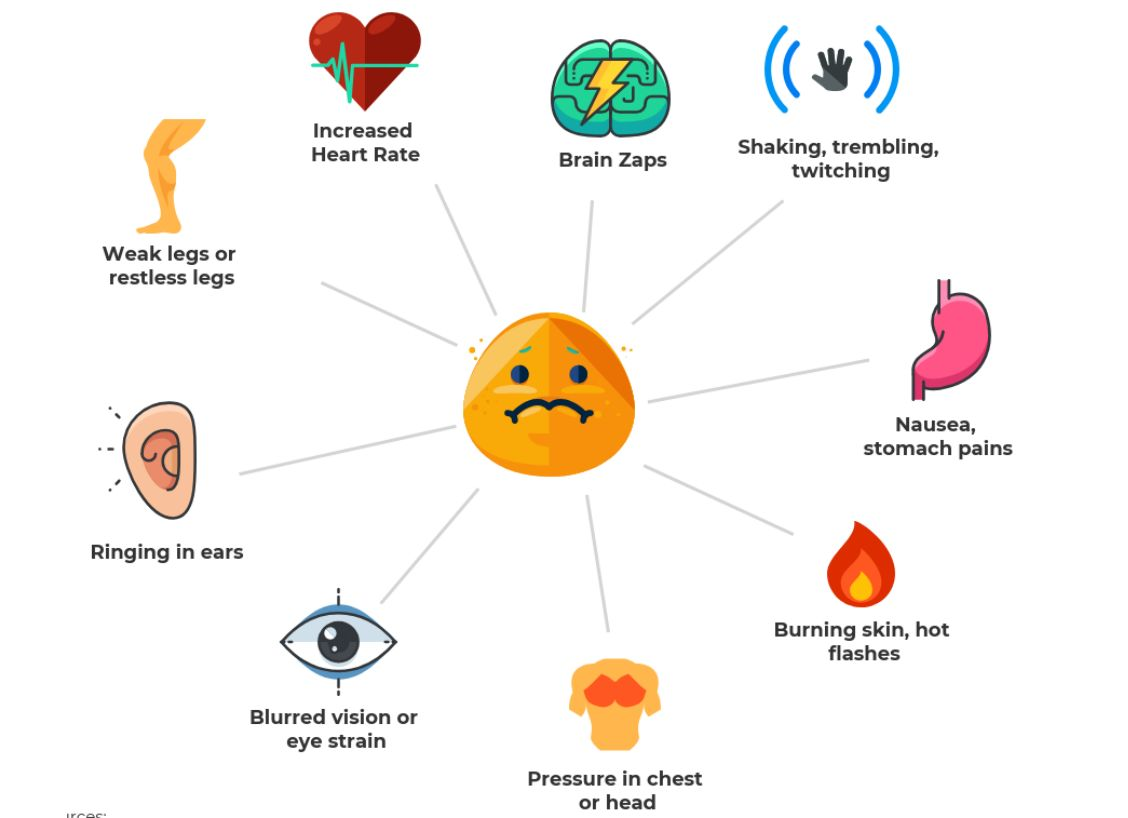 Increased
Heart Rate
Brain Zaps
Shaking, trembling,
twitching
Weak legs or
restless legs
Nausea,
stomach pains
Ringing in ears
Burning skin, hot
flashes
Blurred vision or
eye strain
Pressure in chest
or head